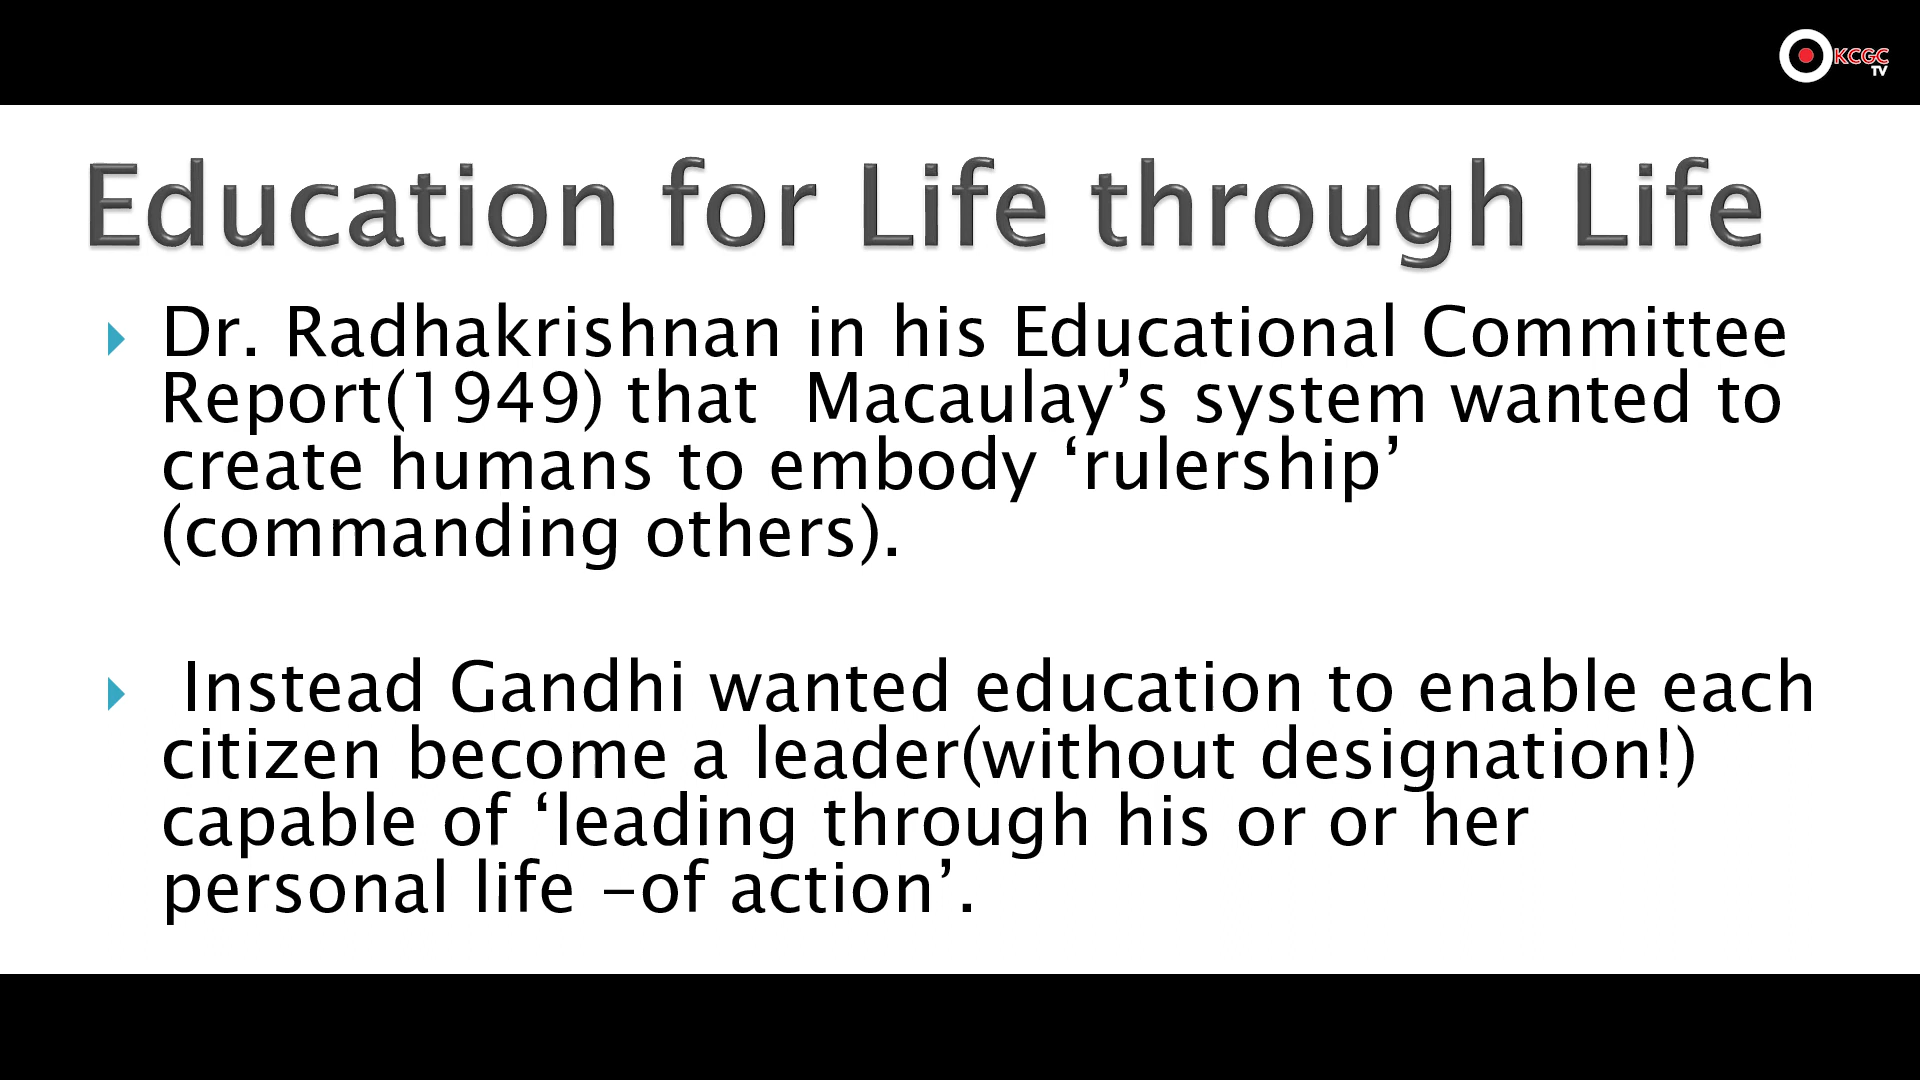 KCGC
TV
Education for Life through Life
Dr. Radhakrishnan in his Educational Committee
Report(1949) that  Macaulay’s system wanted to
create humans to embody ‘rulership’
(commanding others).
Instead Gandhi wanted education to enable each
citizen become a leader(without designation!)
capable of ‘leading through his or or her
personal life –of action’.